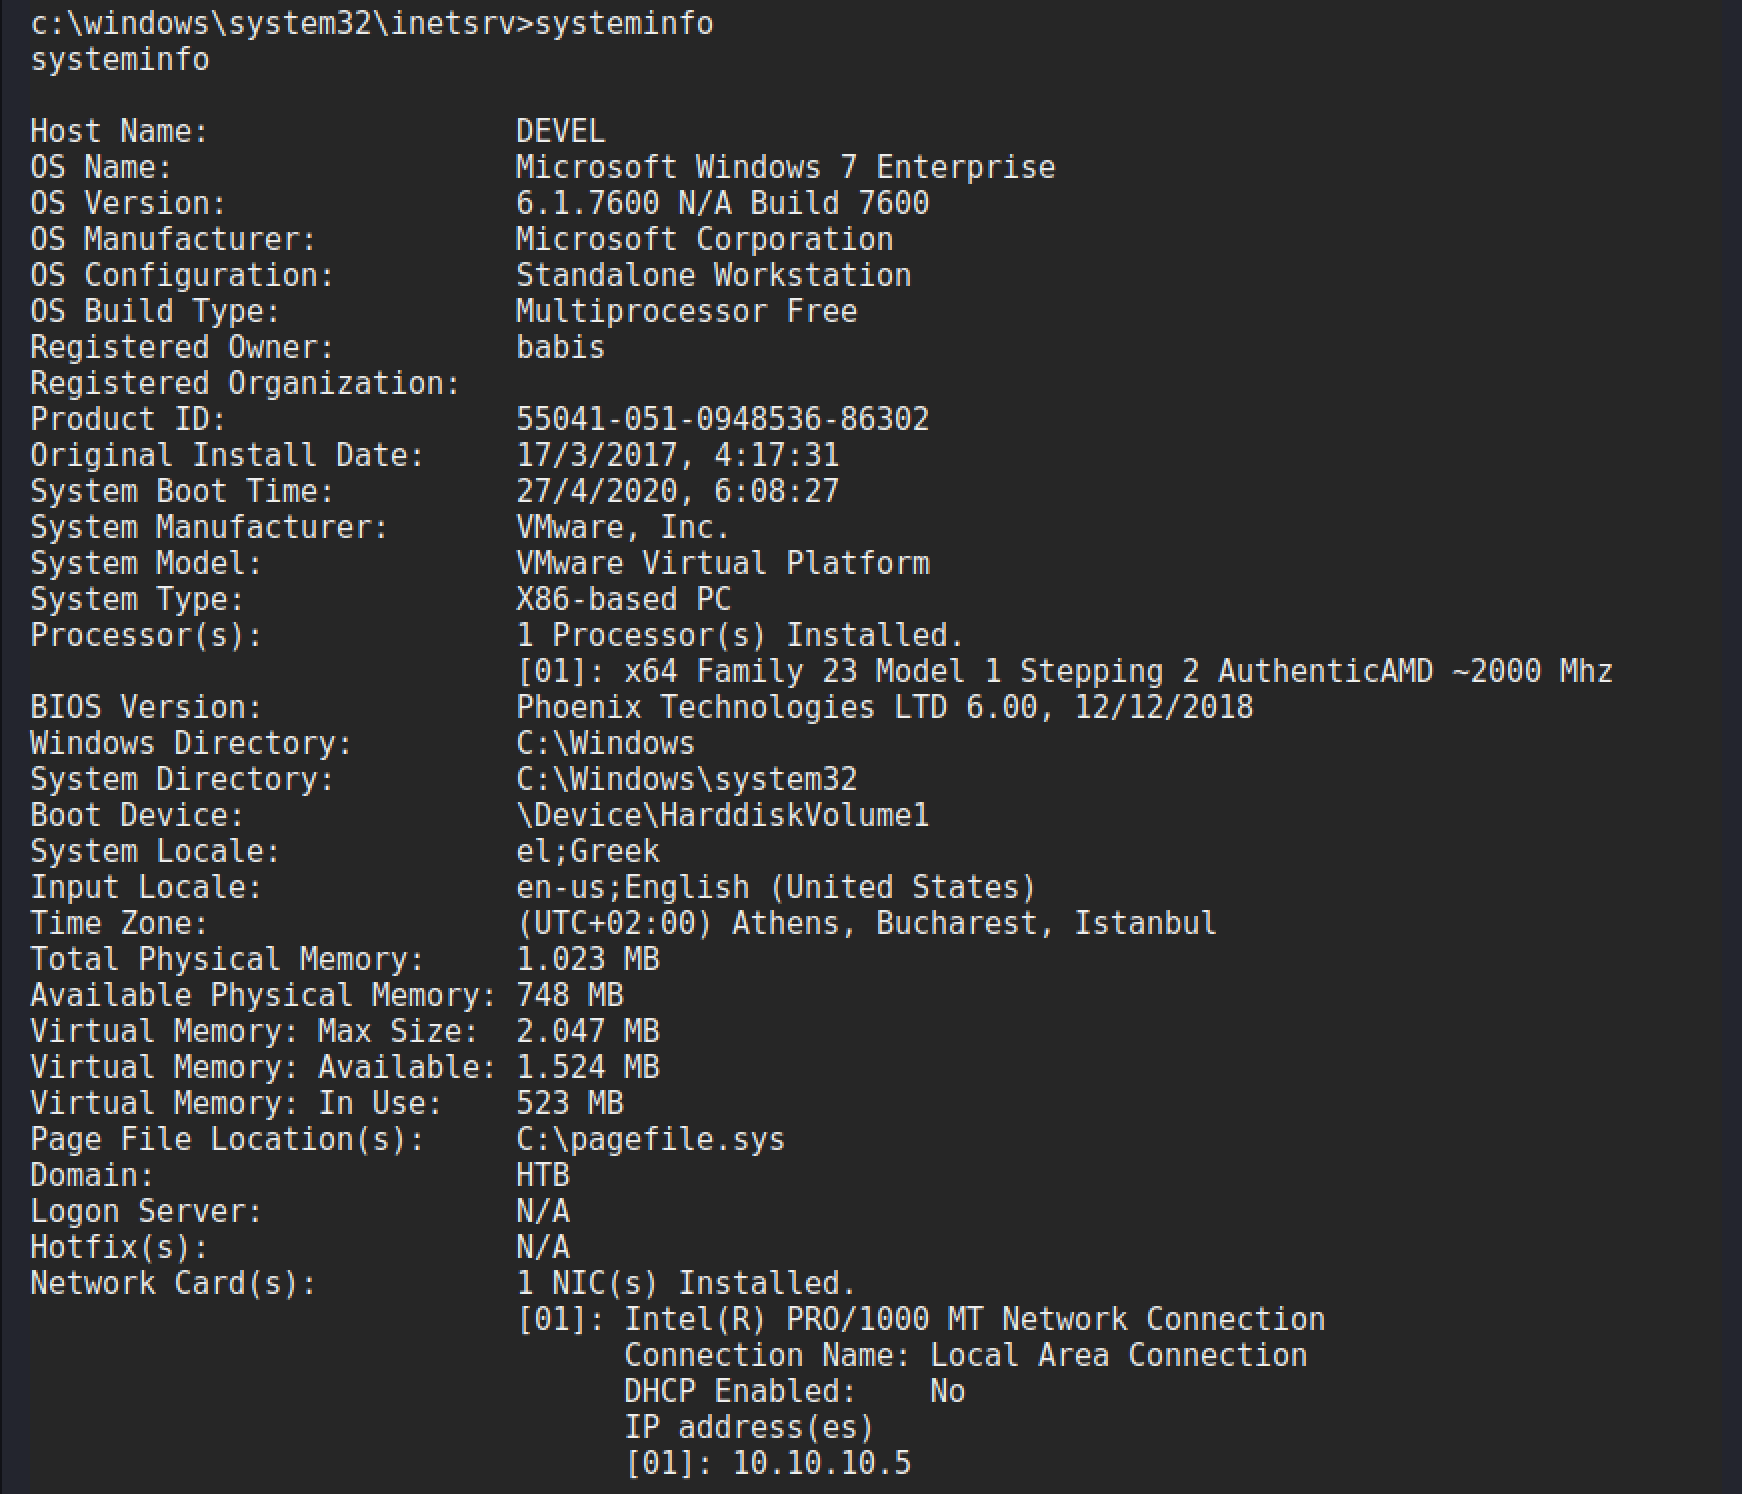 c:\windows\system32\inetsrv>systeminfo
systeminfo

Host Name:                 DEVEL
OS Name:                   Microsoft Windows 7 Enterprise
OS Version:                6.1.7600 N/A Build 7600
OS Manufacturer:           Microsoft Corporation
OS Configuration:          Standalone Workstation
OS Build Type:             Multiprocessor Free
Registered Owner:          babis
Registered Organization:
Product ID:                55041-051-0948536-86302
Original Install Date:     17/3/2017, 4:17:31
System Boot Time:          27/4/2020, 6:08:27
System Manufacturer:       VMware, Inc.
System Model:              VMware Virtual Platform
System Type:               X86-based PC
Processor(s):              1 Processor(s) Installed.
                           [01]: x64 Family 23 Model 1 Stepping 2 AuthenticAMD ~2000 Mhz
BIOS Version:              Phoenix Technologies LTD 6.00, 12/12/2018
Windows Directory:         C:\Windows
System Directory:          C:\Windows\system32
Boot Device:               \Device\HarddiskVolume1
System Locale:             el;Greek
Input Locale:              en-us;English (United States)
Time Zone:                 (UTC+02:00) Athens, Bucharest, Istanbul
Total Physical Memory:     1.023 MB
Available Physical Memory: 748 MB
Virtual Memory: Max Size:  2.047 MB
Virtual Memory: Available: 1.524 MB
Virtual Memory: In Use:    523 MB
Page File Location(s):     C:\pagefile.sys
Domain:                    HTB
Logon Server:              N/A
Hotfix(s):                 N/A
Network Card(s):           1 NIC(s) Installed.
                           [01]: Intel(R) PRO/1000 MT Network Connection
                                 Connection Name: Local Area Connection
                                 DHCP Enabled:    No
                                 IP address(es)
                                 [01]: 10.10.10.5